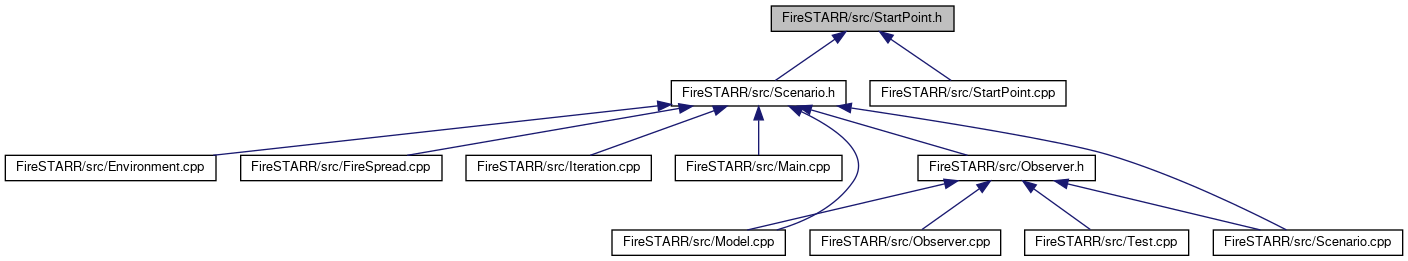 FireSTARR/src/StartPoint.h
FireSTARR/src/Scenario.h
FireSTARR/src/StartPoint.cpp
FireSTARR/src/Environment.cpp
FireSTARR/src/FireSpread.cpp
FireSTARR/src/Iteration.cpp
FireSTARR/src/Main.cpp
FireSTARR/src/Observer.h
FireSTARR/src/Model.cpp
FireSTARR/src/Observer.cpp
FireSTARR/src/Test.cpp
FireSTARR/src/Scenario.cpp